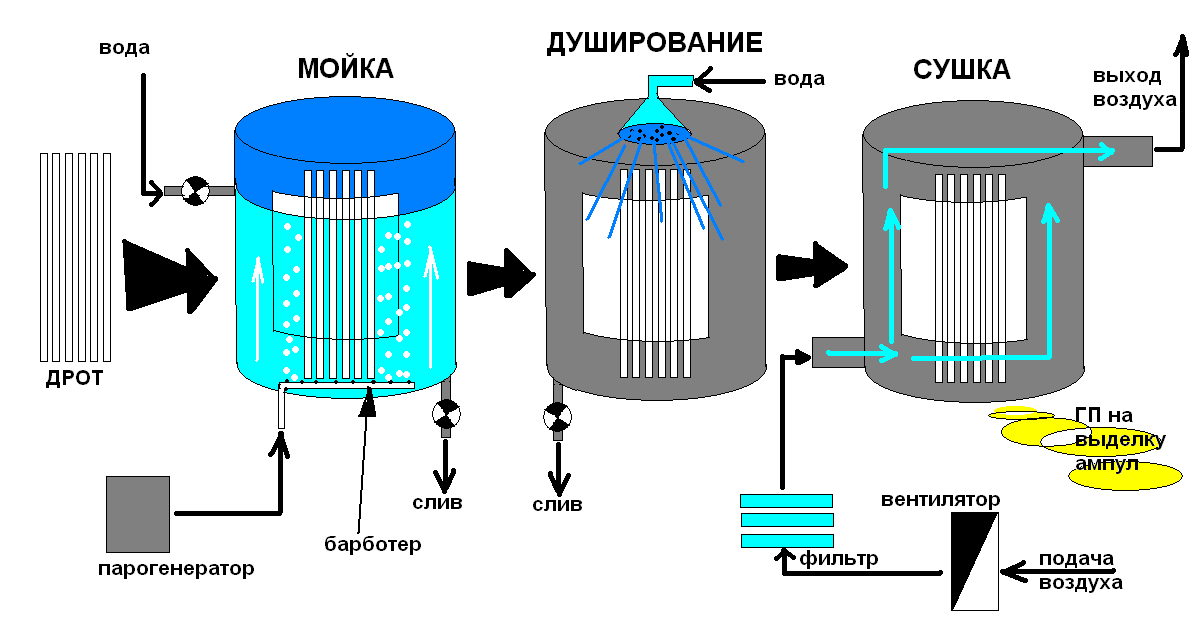 вода
МОЙКА
ДУШИРОВАНИЕ
вода
СУШКА
выход
воздуха
ДРОТ
парогенератор
барботер
слив
слив
ГП на
выделку
ампул
вентилятор
фильтр
подача
воздуха